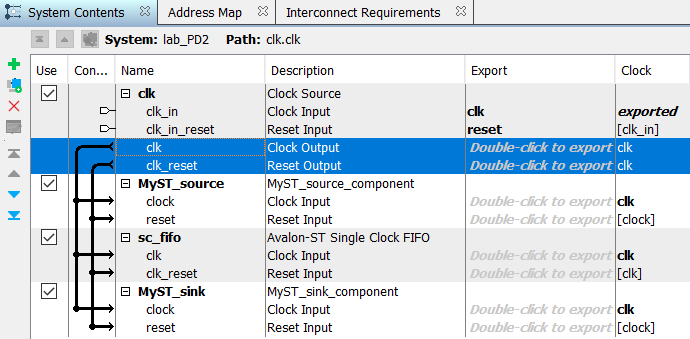 System Contents Address Map Interconnect Requirements
System: lab_PD2 Path: clk.clk
Use Con... Name Description Export Clock
clk Clock Source
clk_in Clock Input clk exported
clk_in_reset Reset Input reset [clk_in]
clk Clock Output Double-click to export clk
clk_reset Reset Output Double-click to export clk
MyST_source MyST_source_component
clock Clock Input Double-click to export clk
reset Reset Input Double-click to export [clock]
sc_fifo Avalon-ST Single Clock FIFO
clk Clock Input Double-click to export clk
clk_reset Reset Input Double-click to export [clk]
MyST_sink MyST_sink_component
clock Clock Input Double-click to export clk
reset Reset Input Double-click to export [clock]